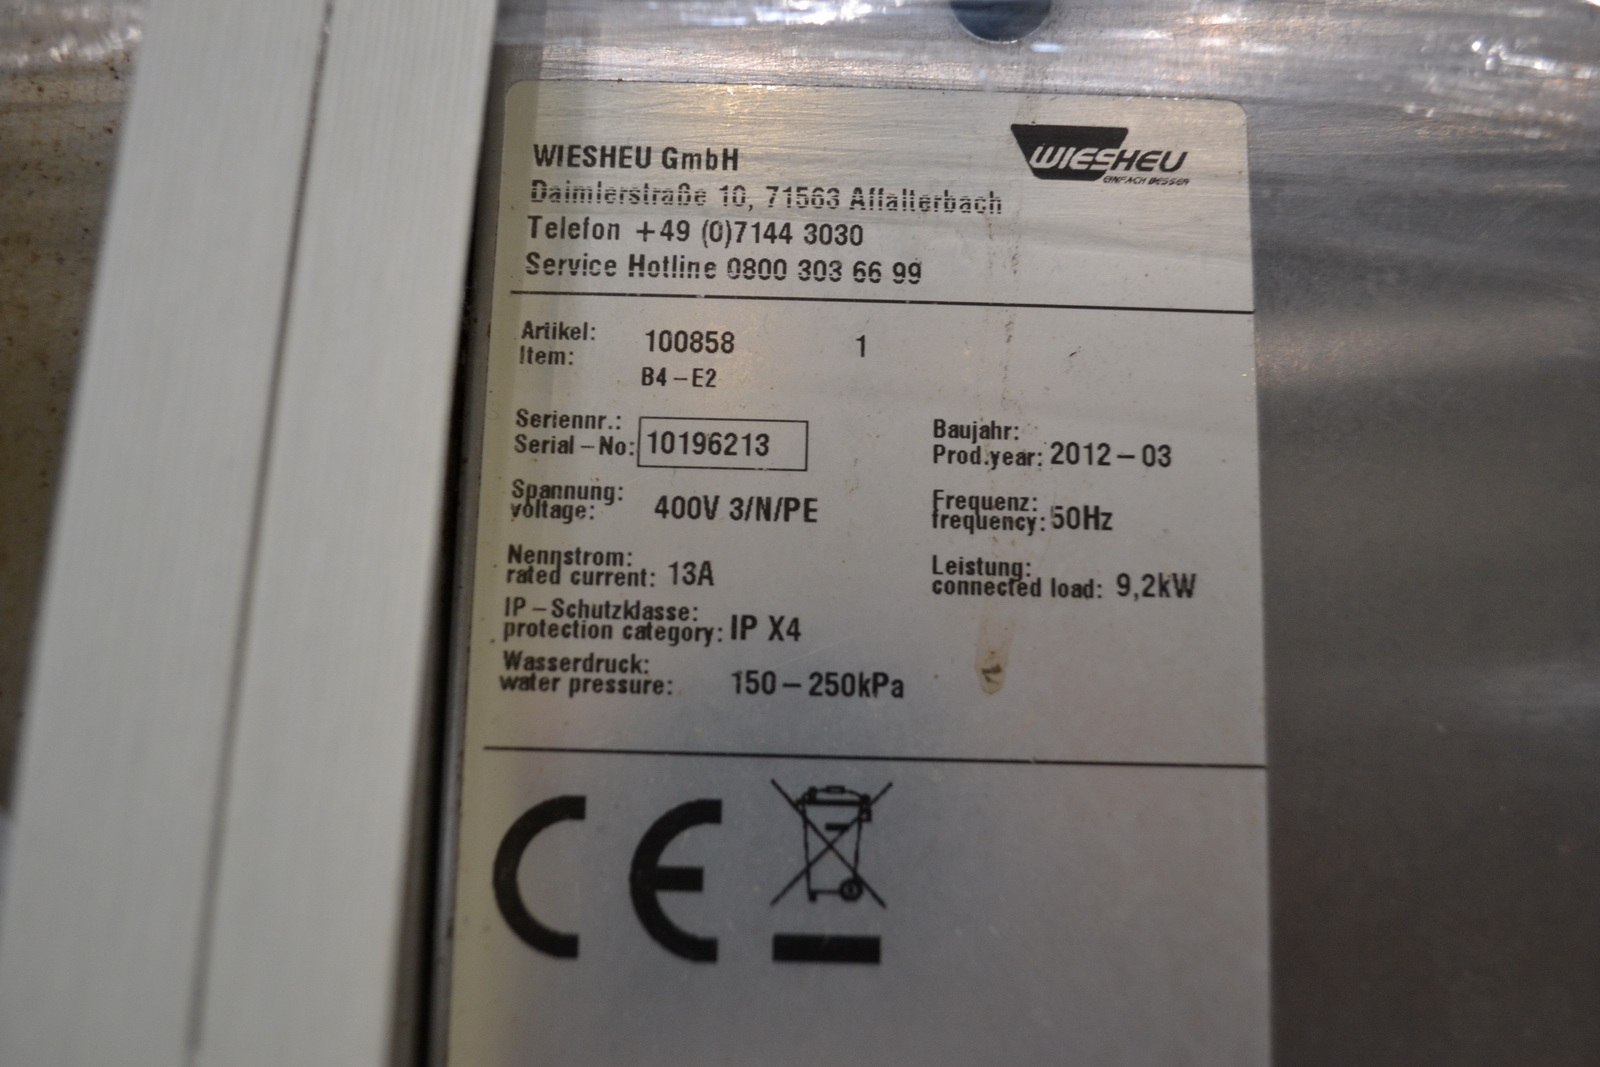 WIESHEU GmbH
Daimlerstraße 10, 71563 Affalterbach
Telefon +49 (0)7144 3030
Service Hotline 0800 303 66 99
WIESHEU
EINFACH BESSER
Artikel:
Item: 100858 1
B4-E2
Seriennr.:
Serial-No: 10196213
Baujahr:
Prod.year: 2012-03
Spannung:
voltage: 400V 3/N/PE
Frequenz:
frequency: 50Hz
Nennstrom:
rated current: 13A
Leistung:
connected load: 9,2kW
IP-Schutzklasse:
protection category: IP X4
Wasserdruck:
water pressure: 150-250kPa
CE